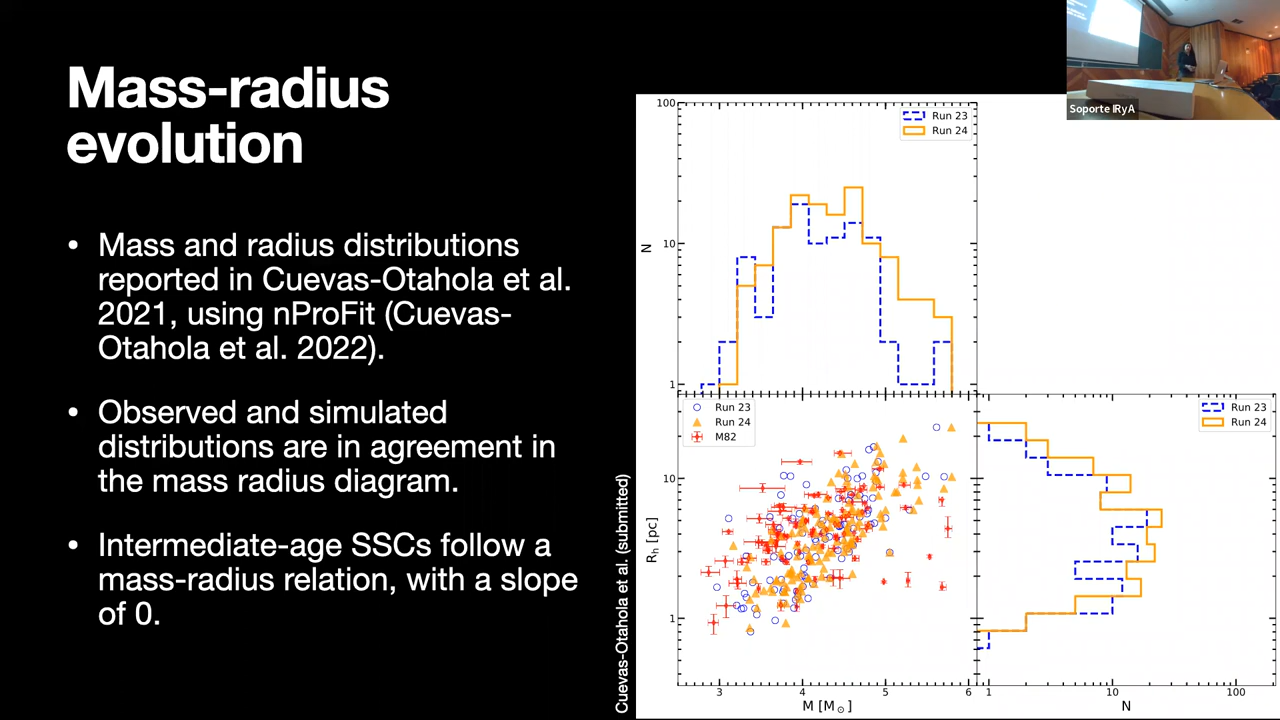 Mass-radius
evolution
• Mass and radius distributions
reported in Cuevas-Otahola et al.
2021, using nProFit (Cuevas-
Otahola et al. 2022).
• Observed and simulated
distributions are in agreement in
the mass radius diagram.
• Intermediate-age SSCs follow a
mass-radius relation, with a slope
of 0.
Cuevas-Otahola et al. (submitted)
Soporte IRyA
100
10
1
N
Run 23
Run 24
Run 23
Run 24
M82
10
1
R_h [pc]
3 4 5 6
M [M_⊙]
Run 23
Run 24
1 10 100
N